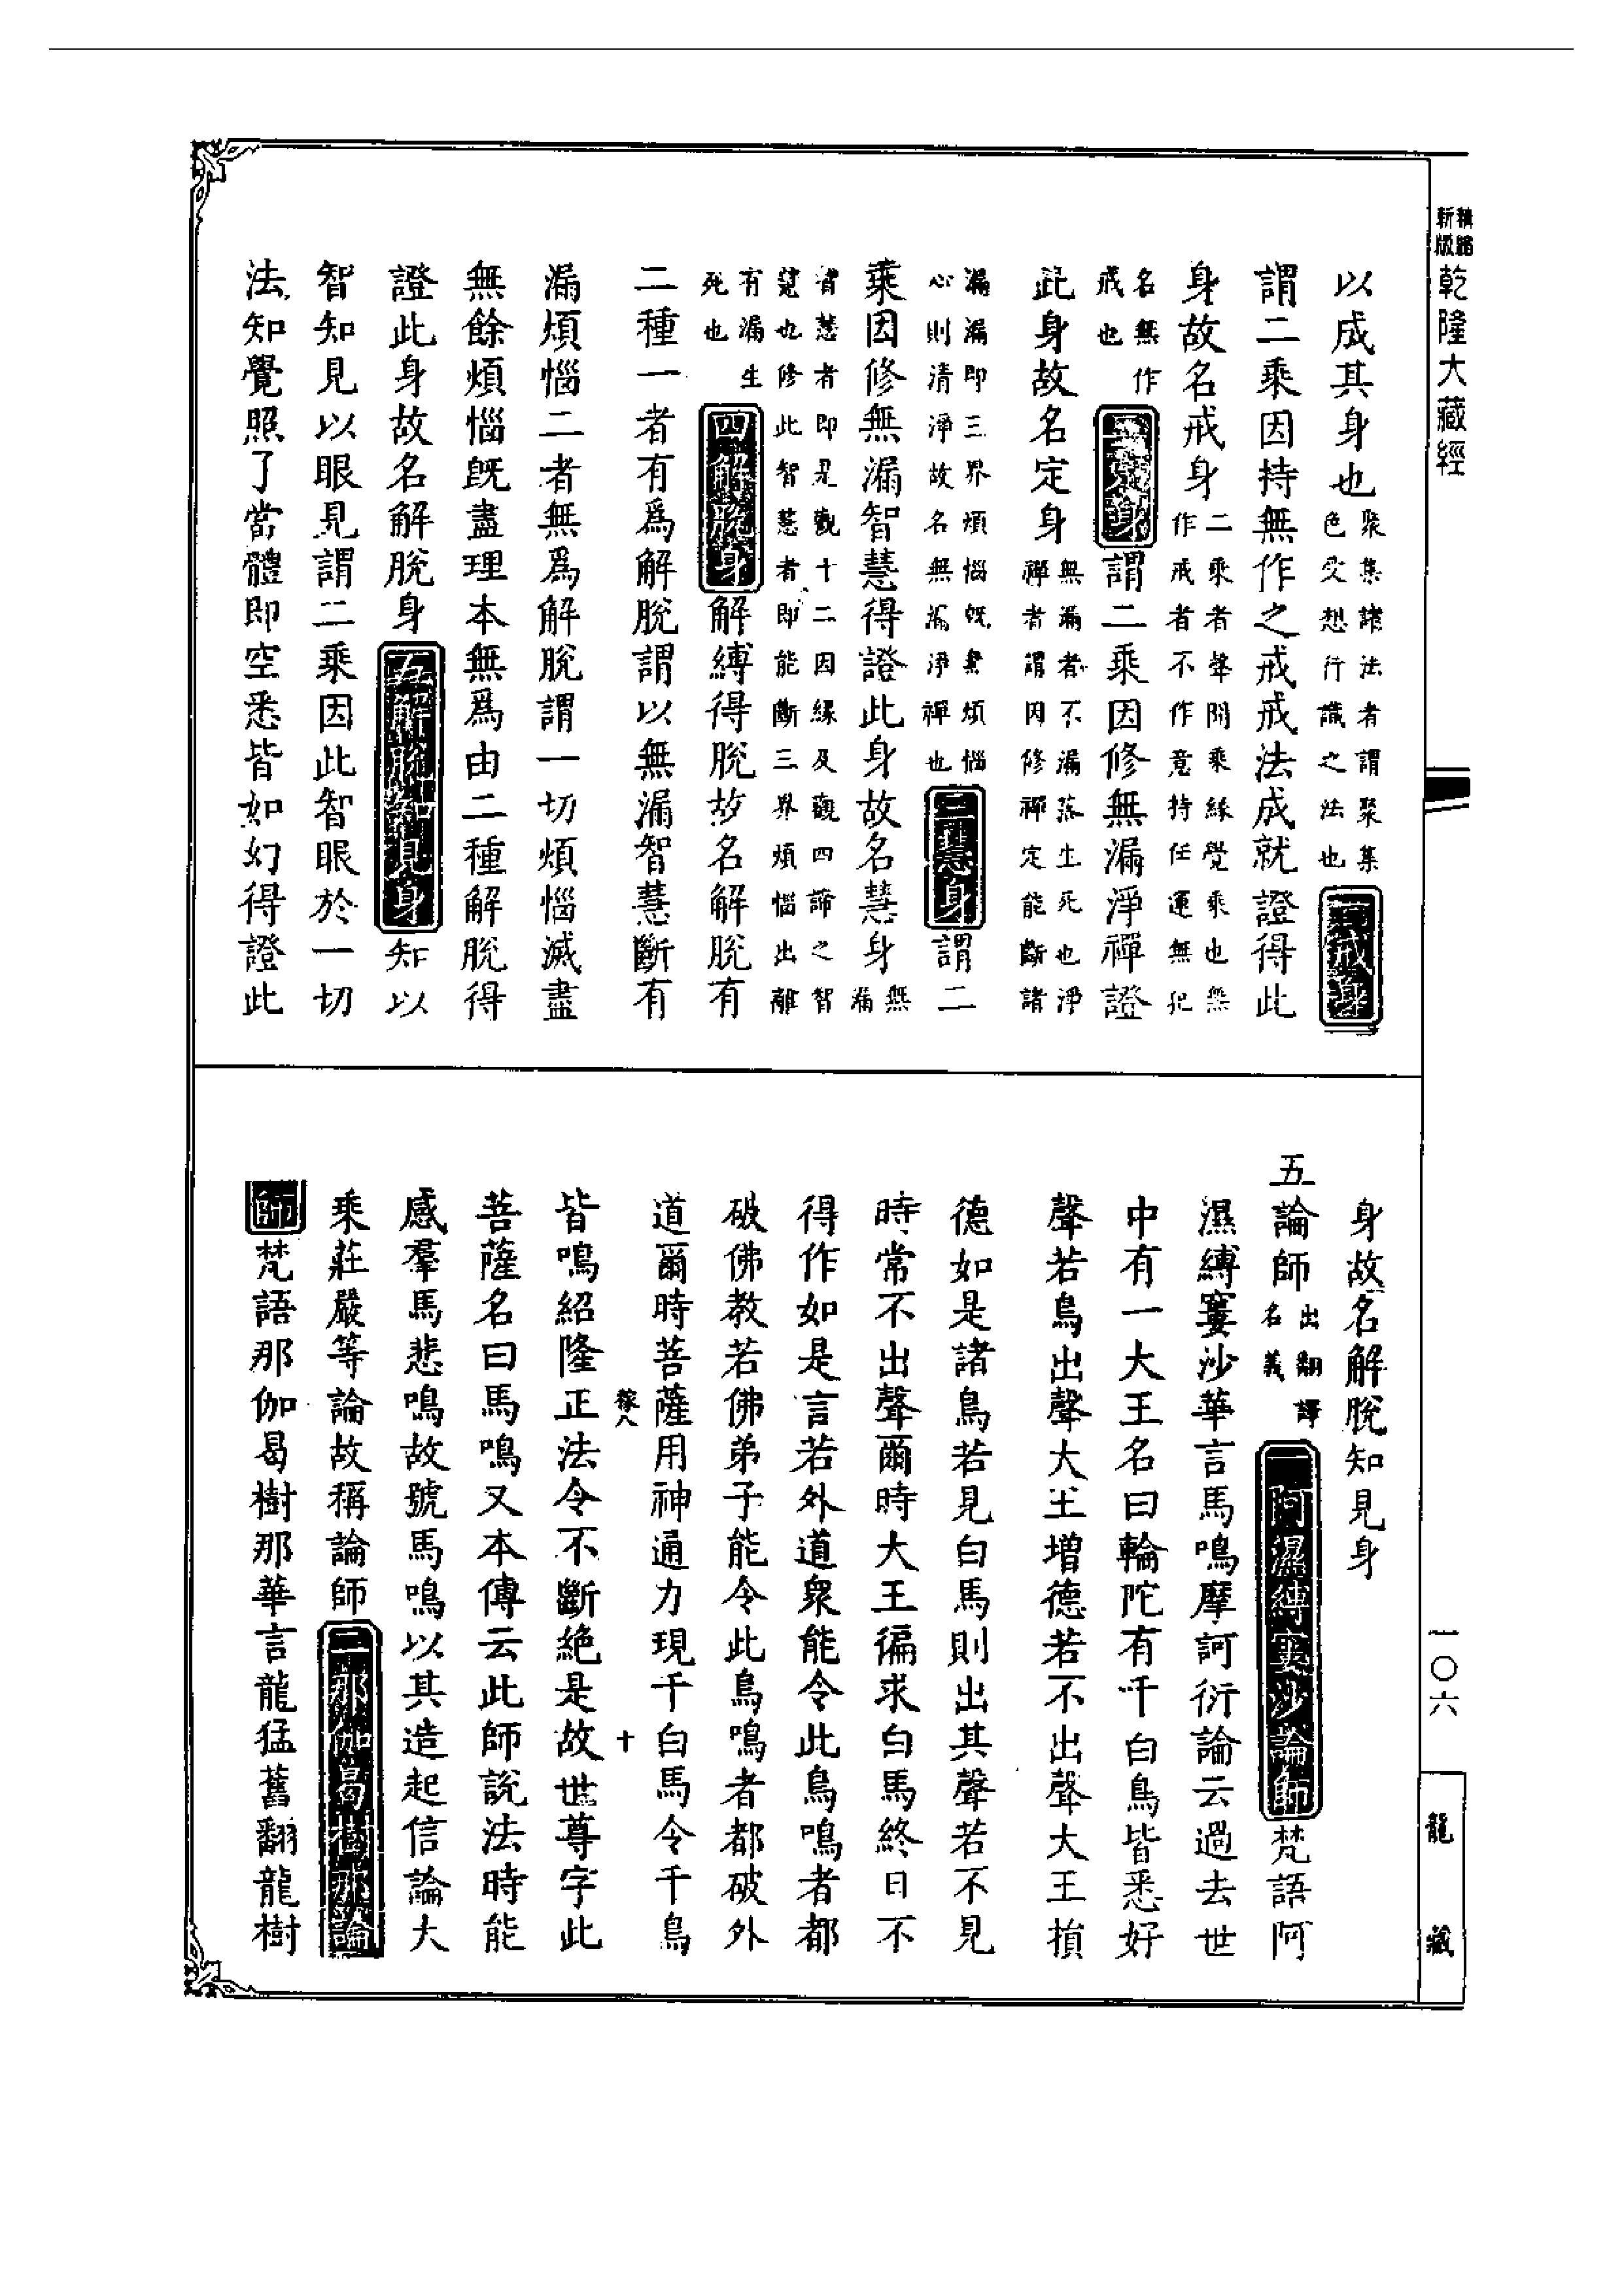 精縮
新版
乾隆大藏經
以成其身也聚集諸法者謂聚集色受想行識之法也一戒身
謂二乘因持無作之戒戒法成就證得此
身故名戒身二乘者聲聞乘緣覺乘也無作戒者不作意持任運無犯
名無作戒也二定身謂二乘因修無漏淨禪證
此身故名定身無漏者不漏落生死也淨禪者謂因修禪定能斷諸
漏漏即三界煩惱旣無煩惱心則清淨故名無漏淨禪也三慧身謂二
乘因修無漏智慧得證此身故名慧身無漏
智慧者即是觀十二因緣及觀四諦之智慧也修此智慧者即能斷三界煩惱出離
有漏生死也四解脫身解縛得脫故名解脫有
二種一者有爲解脫謂以無漏智慧斷有
漏煩惱二者無爲解脫謂一切煩惱滅盡
無餘煩惱旣盡理本無爲由二種解脫得
證此身故名解脫身五解脫知見身知以
智知見以眼見謂二乘因此智眼於一切
法知覺照了當體即空悉皆如幻得證此
身故名解脫知見身
五論師出翻譯名義一阿濕縛窶沙論師梵語阿
濕縛窶沙華言馬鳴摩訶衍論云過去世
中有一大王名曰輪陀有千白鳥皆悉好
聲若鳥出聲大王增德若不出聲大王損
德如是諸鳥若見白馬則出其聲若不見
時常不出聲爾時大王徧求白馬終日不
得作如是言若外道衆能令此鳥鳴者都
破佛教若佛弟子能令此鳥鳴者都破外
道爾時菩薩用神通力現千白馬令千鳥
稼八
十
皆鳴紹隆正法令不斷絕是故世尊字此
菩薩名曰馬鳴又本傳云此師說法時能
感羣馬悲鳴故號馬鳴以其造起信論大
乘莊嚴等論故稱論師二那伽曷樹那論
師梵語那伽曷樹那華言龍猛舊翻龍樹
一〇六
龍藏